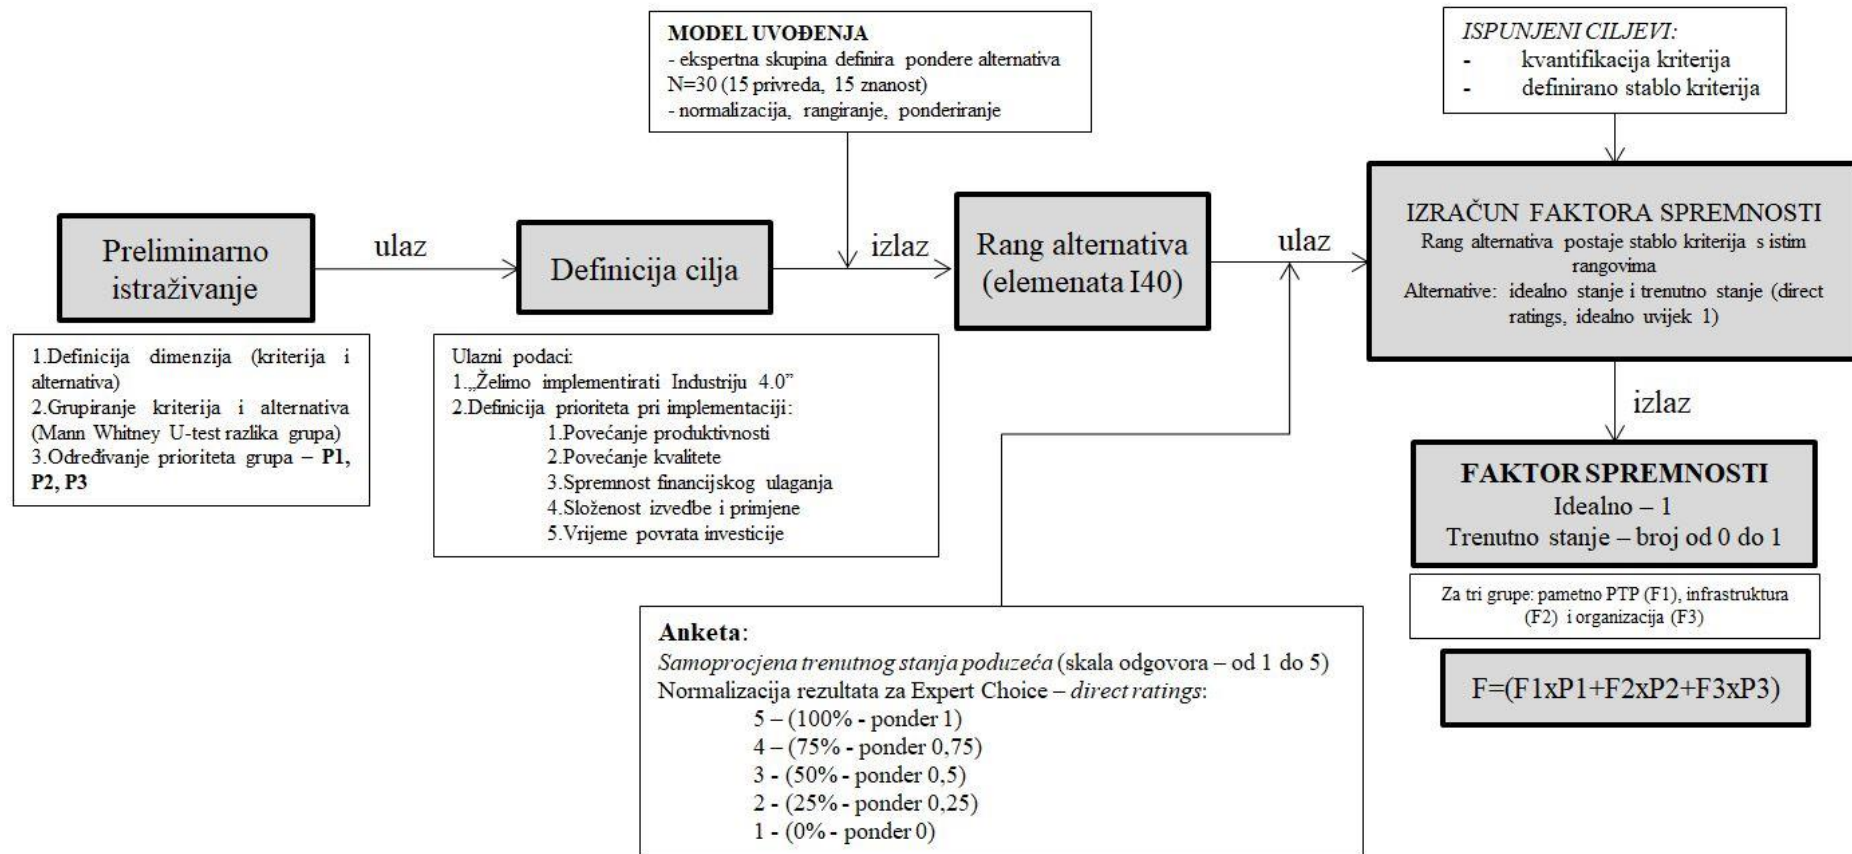 MODEL UVOĐENJA
- ekspertna skupina definira pondere alternativa
N=30 (15 privreda, 15 znanost)
- normalizacija, rangiranje, ponderiranje
ISPUNJENI CILJEVI:
- kvantifikacija kriterija
- definirano stablo kriterija
Preliminarno
istraživanje
ulaz
Definicija cilja
izlaz
Rang alternativa
(elemenata I40)
ulaz
IZRAČUN FAKTORA SPREMNOSTI
Rang alternativa postaje stablo kriterija s istim
rangovima
Alternative: idealno stanje i trenutno stanje (direct
ratings, idealno uvijek 1)
1.Definicija dimenzija (kriterija i
alternativa)
2.Grupiranje kriterija i alternativa
(Mann Whitney U-test razlika grupa)
3.Određivanje prioriteta grupa – P1,
P2, P3
Ulazni podaci:
1.„Želimo implementirati Industriju 4.0”
2.Definicija prioriteta pri implementaciji:
1.Povećanje produktivnosti
2.Povećanje kvalitete
3.Spremnost financijskog ulaganja
4.Složenost izvedbe i primjene
5.Vrijeme povrata investicije
izlaz
FAKTOR SPREMNOSTI
Idealno – 1
Trenutno stanje – broj od 0 do 1
Za tri grupe: pametno PTP (F1), infrastruktura
(F2) i organizacija (F3)
F=(F1xP1+F2xP2+F3xP3)
Anketa:
Samoprocjena trenutnog stanja poduzeća (skala odgovora – od 1 do 5)
Normalizacija rezultata za Expert Choice – direct ratings:
5 – (100% - ponder 1)
4 – (75% - ponder 0,75)
3 - (50% - ponder 0,5)
2 - (25% - ponder 0,25)
1 - (0% - ponder 0)